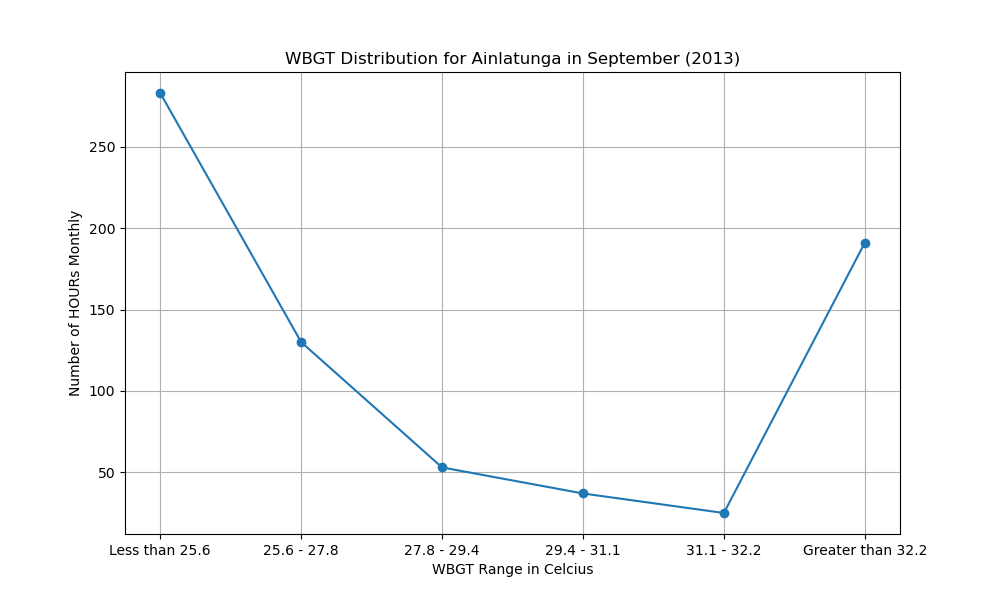 WBGT Distribution for Ainlatunga in September (2013)
Number of HOURs Monthly
250
200
150
100
50
Less than 25.6
25.6 - 27.8
27.8 - 29.4
29.4 - 31.1
31.1 - 32.2
Greater than 32.2
WBGT Range in Celcius